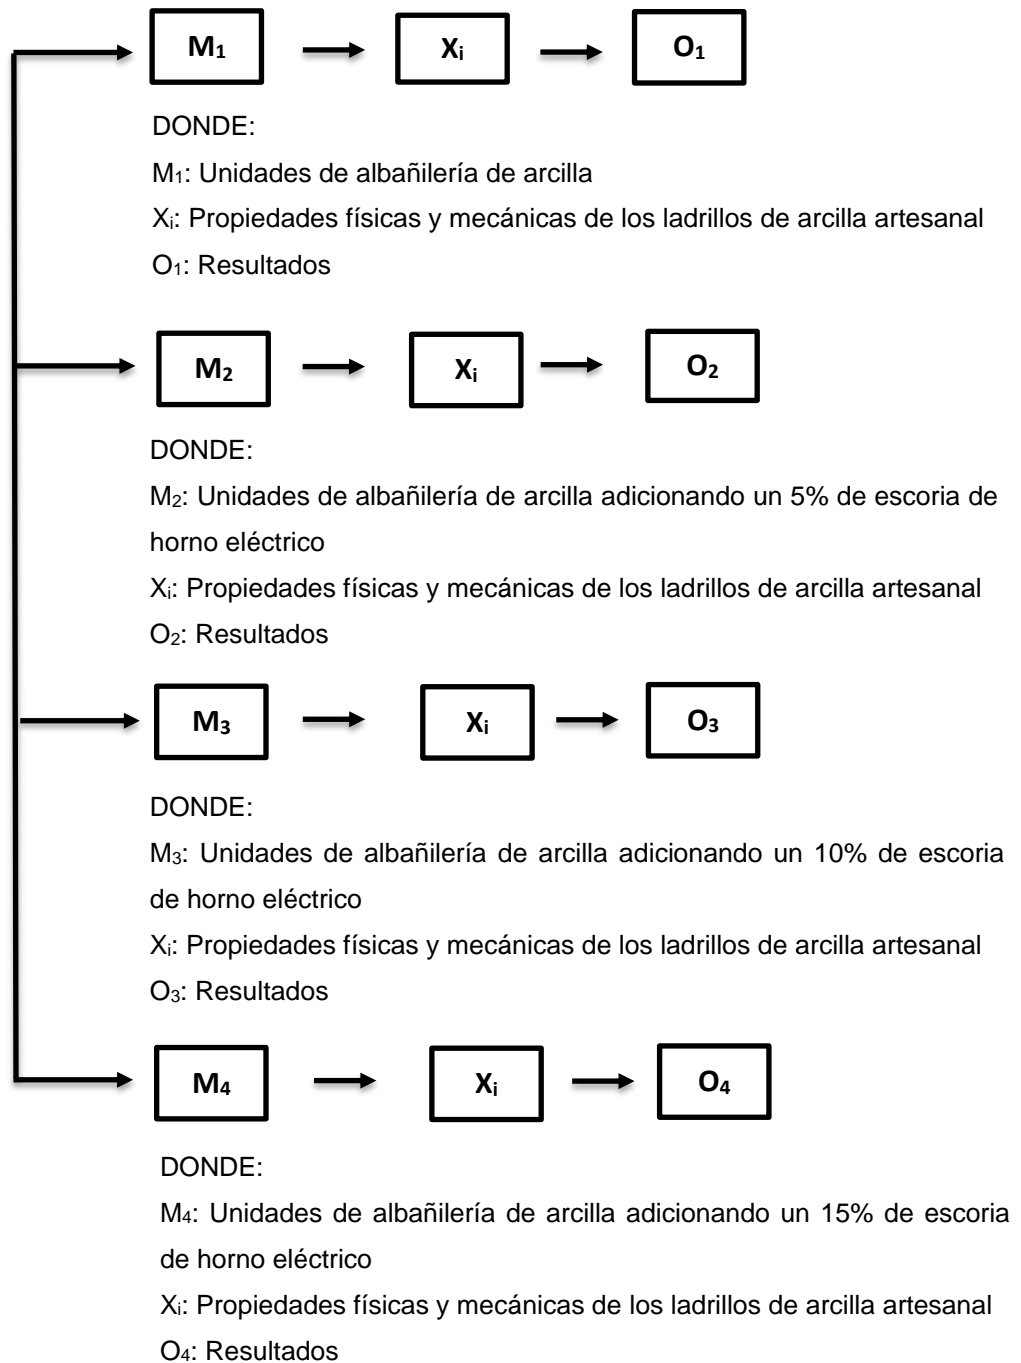 M₁ Xᵢ O₁
DONDE:
M₁: Unidades de albañilería de arcilla
Xᵢ: Propiedades físicas y mecánicas de los ladrillos de arcilla artesanal
O₁: Resultados
M₂ Xᵢ O₂
DONDE:
M₂: Unidades de albañilería de arcilla adicionando un 5% de escoria de
horno eléctrico
Xᵢ: Propiedades físicas y mecánicas de los ladrillos de arcilla artesanal
O₂: Resultados
M₃ Xᵢ O₃
DONDE:
M₃: Unidades de albañilería de arcilla adicionando un 10% de escoria
de horno eléctrico
Xᵢ: Propiedades físicas y mecánicas de los ladrillos de arcilla artesanal
O₃: Resultados
M₄ Xᵢ O₄
DONDE:
M₄: Unidades de albañilería de arcilla adicionando un 15% de escoria
de horno eléctrico
Xᵢ: Propiedades físicas y mecánicas de los ladrillos de arcilla artesanal
O₄: Resultados